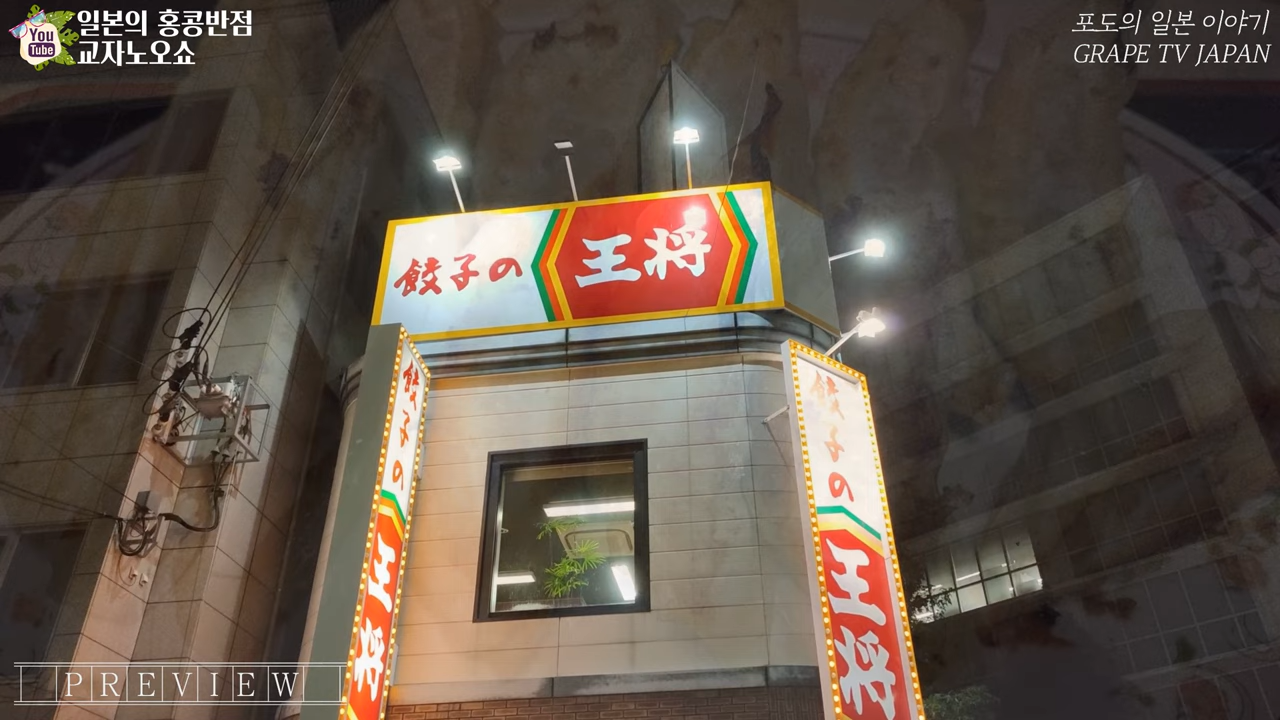 You
Tube
일본의 홍콩반점
교자노오쇼
포도의 일본 이야기
GRAPE TV JAPAN
餃子の 王将
餃子の王将
餃子の王将
PREVIEW